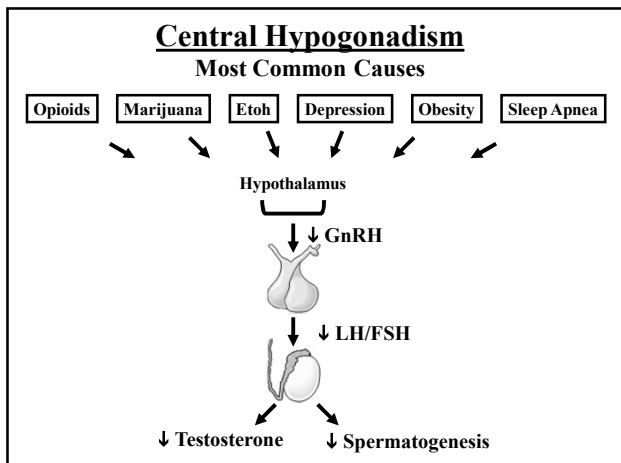 Central Hypogonadism
Most Common Causes
Opioids Marijuana Etoh Depression Obesity Sleep Apnea
Hypothalamus
↓ GnRH
↓ LH/FSH
↓ Testosterone ↓ Spermatogenesis